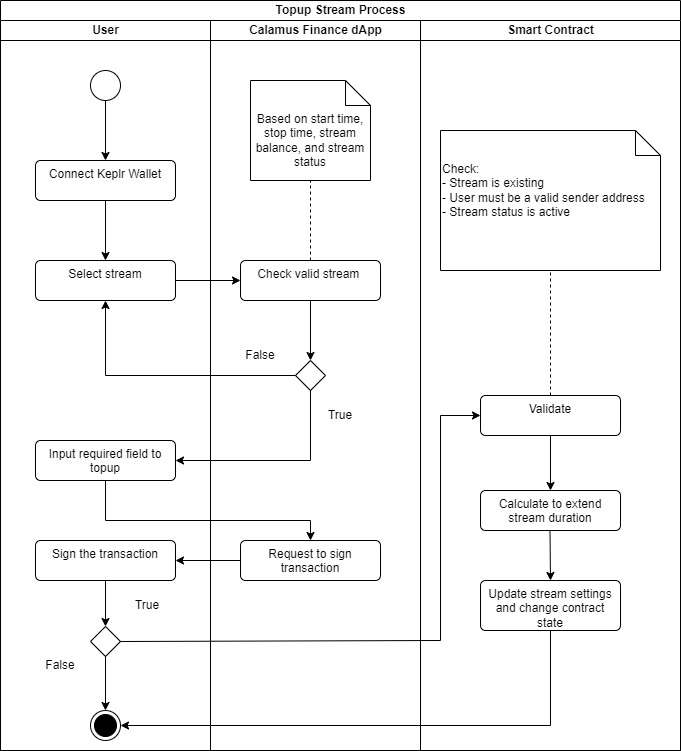 Topup Stream Process
User
Calamus Finance dApp
Smart Contract
Based on start time,
stop time, stream
balance, and stream
status
Check:
- Stream is existing
- User must be a valid sender address
- Stream status is active
Connect Keplr Wallet
Select stream
Check valid stream
False
True
Validate
Input required field to
topup
Calculate to extend
stream duration
Sign the transaction
Request to sign
transaction
True
Update stream settings
and change contract
state
False